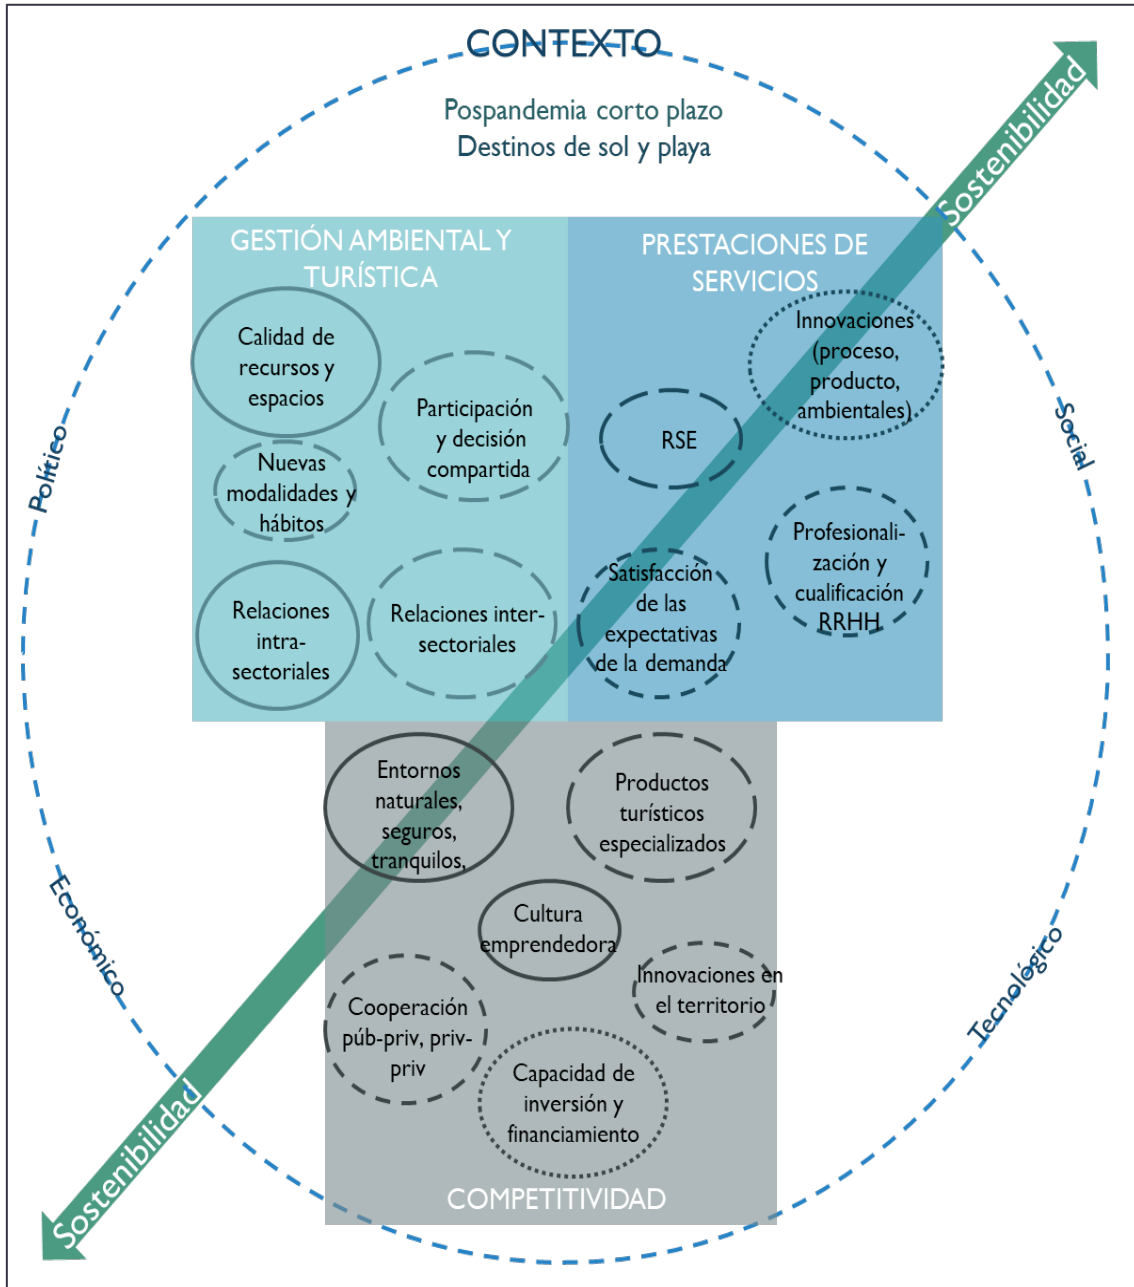 CONTEXTO
Pospandemia corto plazo
Destinos de sol y playa
Sostenibilidad
GESTIÓN AMBIENTAL Y
TURÍSTICA
PRESTACIONES DE
SERVICIOS
Calidad de
recursos y
espacios
Participación
y decisión
compartida
Nuevas
modalidades y
hábitos
Relaciones
intra-
sectoriales
Relaciones inter-
sectoriales
Innovaciones
(proceso,
producto,
ambientales)
RSE
Profesionali-
zación y
cualificación
RRHH
Satisfacción
de las
expectativas
de la demanda
Político
Social
Entornos
naturales,
seguros,
tranquilos,
Productos
turísticos
especializados
Cultura
emprendedora
Innovaciones en
el territorio
Cooperación
púb-priv, priv-
priv
Capacidad de
inversión y
financiamiento
COMPETITIVIDAD
Económico
Tecnológico
Sostenibilidad